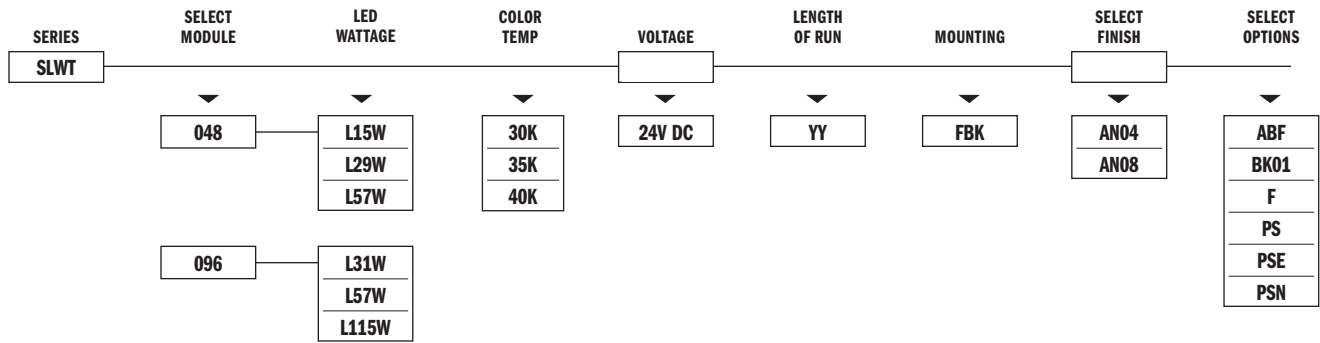 SERIES
SELECT
MODULE
LED
WATTAGE
COLOR
TEMP
VOLTAGE
LENGTH
OF RUN
MOUNTING
SELECT
FINISH
SELECT
OPTIONS
SLWT
048
L15W
L29W
L57W
30K
35K
40K
24V DC
YY
FBK
AN04
AN08
ABF
BK01
F
PS
PSE
PSN
096
L31W
L57W
L115W